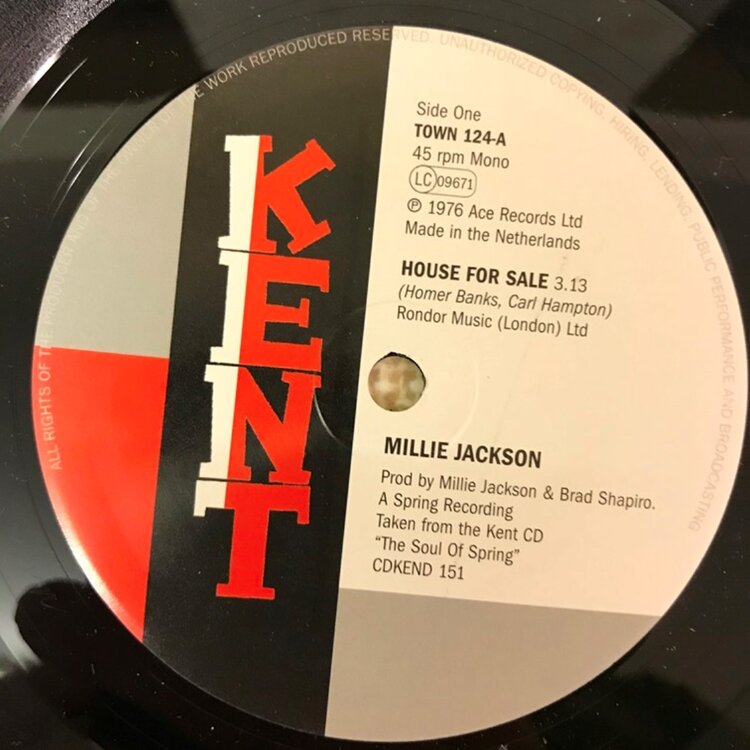 KENT
Side One
TOWN 124-A
45 rpm Mono
LC 09671
℗ 1976 Ace Records Ltd
Made in the Netherlands
HOUSE FOR SALE 3.13
(Homer Banks, Carl Hampton)
Rondor Music (London) Ltd
MILLIE JACKSON
Prod by Millie Jackson & Brad Shapiro.
A Spring Recording
Taken from the Kent CD
"The Soul Of Spring"
CDKEND 151
ALL RIGHTS OF THE PRODUCER AND OF THE WORK REPRODUCED RESERVED. UNAUTHORIZED COPYING, HIRING, LENDING, PUBLIC PERFORMANCE AND BROADCASTING